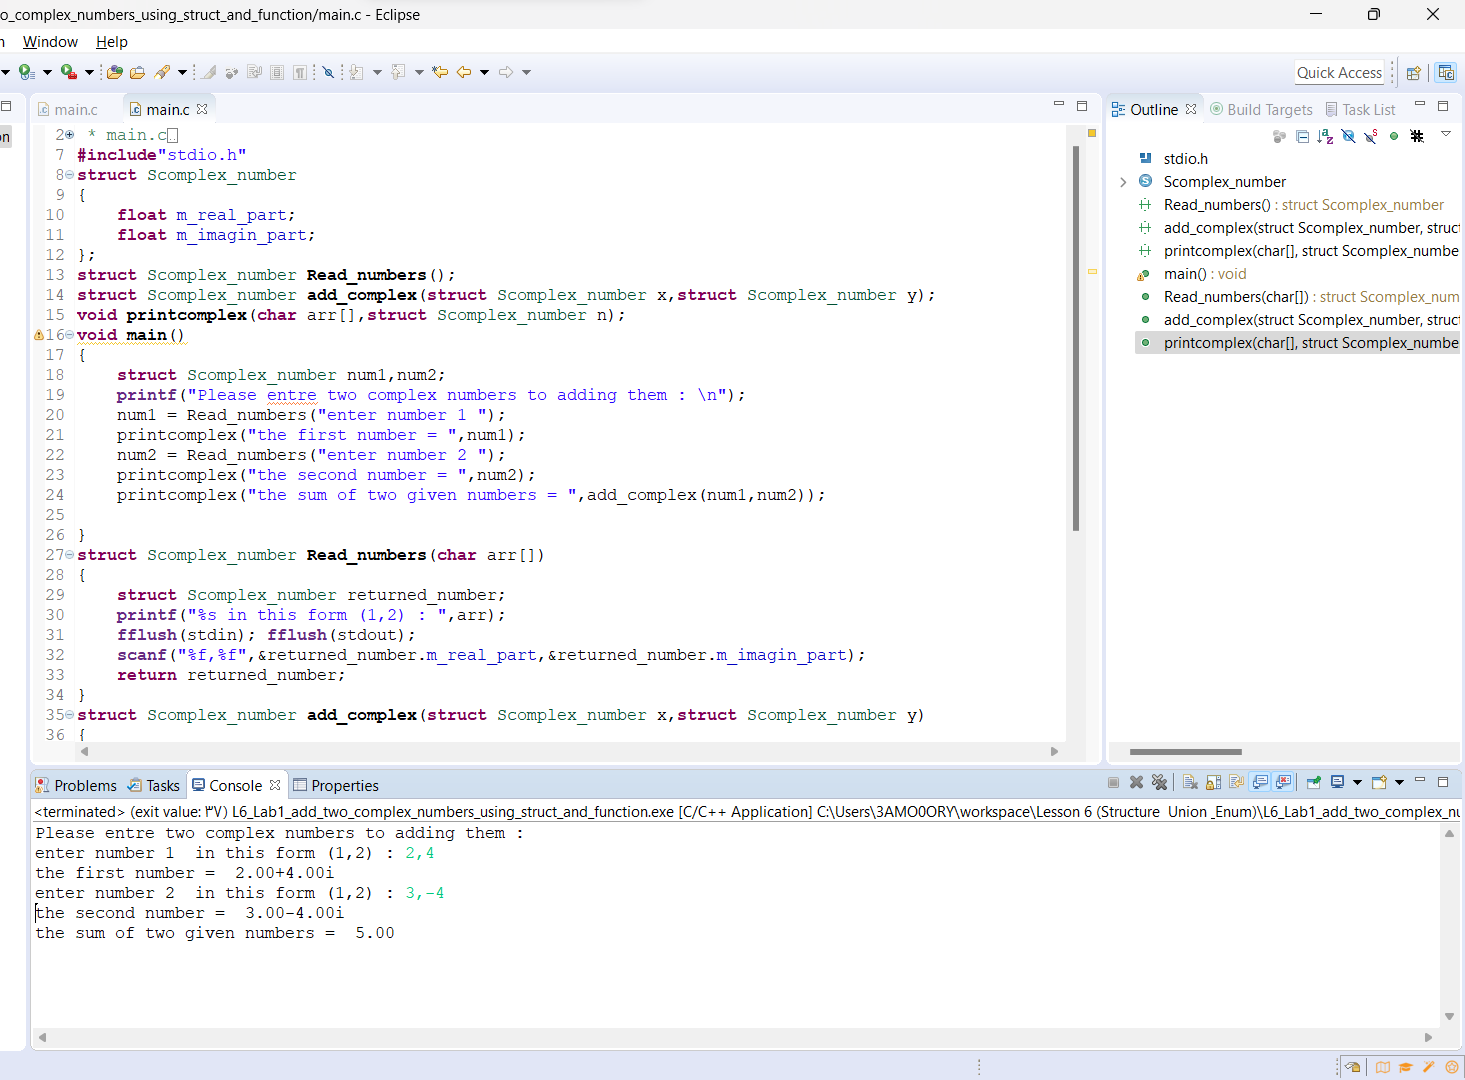 o_complex_numbers_using_struct_and_function/main.c - Eclipse
Window Help
Quick Access
main.c main.c
2 * main.c
7 #include"stdio.h"
8 struct Scomplex_number
9 {
10 float m_real_part;
11 float m_imagin_part;
12 };
13 struct Scomplex_number Read_numbers();
14 struct Scomplex_number add_complex(struct Scomplex_number x,struct Scomplex_number y);
15 void printcomplex(char arr[],struct Scomplex_number n);
16 void main()
17 {
18 struct Scomplex_number num1,num2;
19 printf("Please entre two complex numbers to adding them : \n");
20 num1 = Read_numbers("enter number 1 ");
21 printcomplex("the first number = ",num1);
22 num2 = Read_numbers("enter number 2 ");
23 printcomplex("the second number = ",num2);
24 printcomplex("the sum of two given numbers = ",add_complex(num1,num2));
25
26 }
27 struct Scomplex_number Read_numbers(char arr[])
28 {
29 struct Scomplex_number returned_number;
30 printf("%s in this form (1,2) : ",arr);
31 fflush(stdin); fflush(stdout);
32 scanf("%f,%f",&returned_number.m_real_part,&returned_number.m_imagin_part);
33 return returned_number;
34 }
35 struct Scomplex_number add_complex(struct Scomplex_number x,struct Scomplex_number y)
36 {
Outline Build Targets Task List
stdio.h
Scomplex_number
Read_numbers() : struct Scomplex_number
add_complex(struct Scomplex_number, struct
printcomplex(char[], struct Scomplex_numbe
main() : void
Read_numbers(char[]) : struct Scomplex_num
add_complex(struct Scomplex_number, struct
printcomplex(char[], struct Scomplex_numbe
Problems Tasks Console Properties
<terminated> (exit value: ٣٧) L6_Lab1_add_two_complex_numbers_using_struct_and_function.exe [C/C++ Application] C:\Users\3AMO0ORY\workspace\Lesson 6 (Structure Union _Enum)\L6_Lab1_add_two_complex_nu
Please entre two complex numbers to adding them :
enter number 1  in this form (1,2) : 2,4
the first number =  2.00+4.00i
enter number 2  in this form (1,2) : 3,-4
the second number =  3.00-4.00i
the sum of two given numbers =  5.00